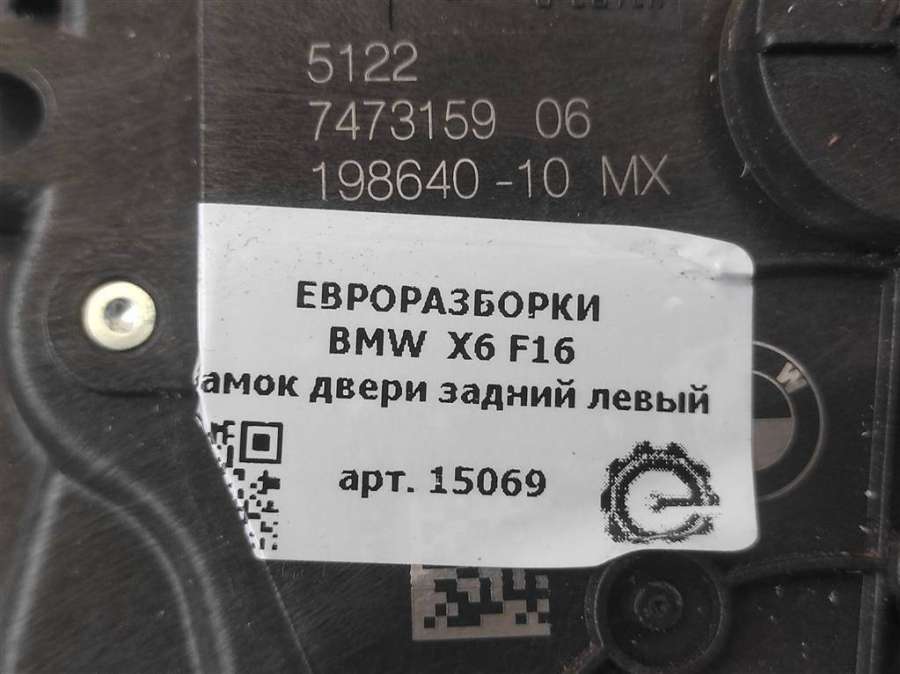 5122
7473159 06
198640-10 MX
ЕВРОРАЗБОРКИ
BMW X6 F16
амок двери задний левый
арт. 15069
W